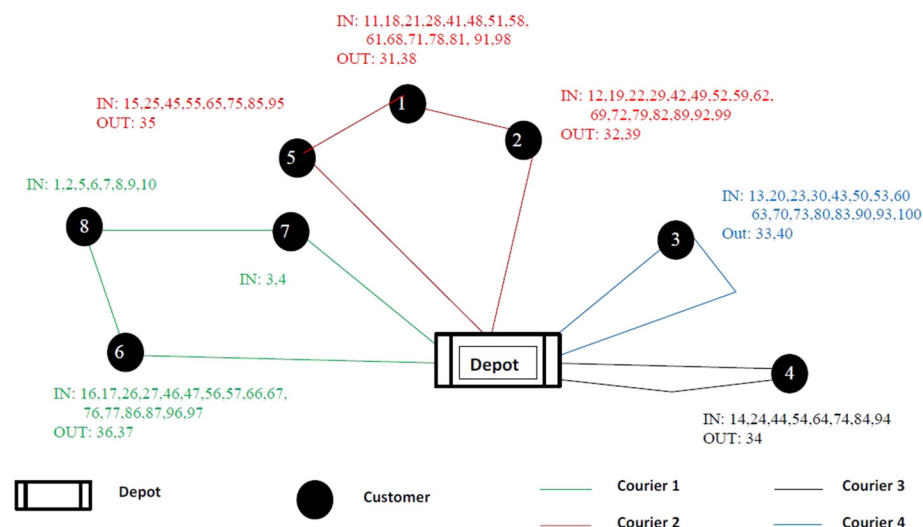 IN: 11,18,21,28,41,48,51,58,
61,68,71,78,81, 91,98
OUT: 31,38
IN: 15,25,45,55,65,75,85,95
OUT: 35
1
IN: 12,19,22,29,42,49,52,59,62,
69,72,79,82,89,92,99
OUT: 32,39
2
5
IN: 1,2,5,6,7,8,9,10
8
7
IN: 3,4
IN: 13,20,23,30,43,50,53,60
63,70,73,80,83,90,93,100
Out: 33,40
3
6
Depot
4
IN: 16,17,26,27,46,47,56,57,66,67,
76,77,86,87,96,97
OUT: 36,37
IN: 14,24,44,54,64,74,84,94
OUT: 34
Depot
Customer
Courier 1
Courier 3
Courier 2
Courier 4